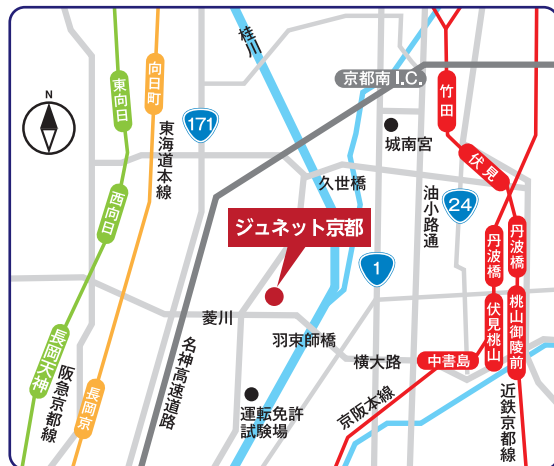 桂川
京都南I.C.
向日町
東向日
竹田
N
171
東海道本線
城南宮
伏見
久世橋
西向日
油小路通
24
ジュネット京都
丹波橋
丹波橋
1
菱川
羽束師橋
伏見桃山
桃山御陵前
長岡天神
阪急京都線
名神高速道路
横大路
中書島
長岡京
運転免許
試験場
京阪本線
近鉄京都線